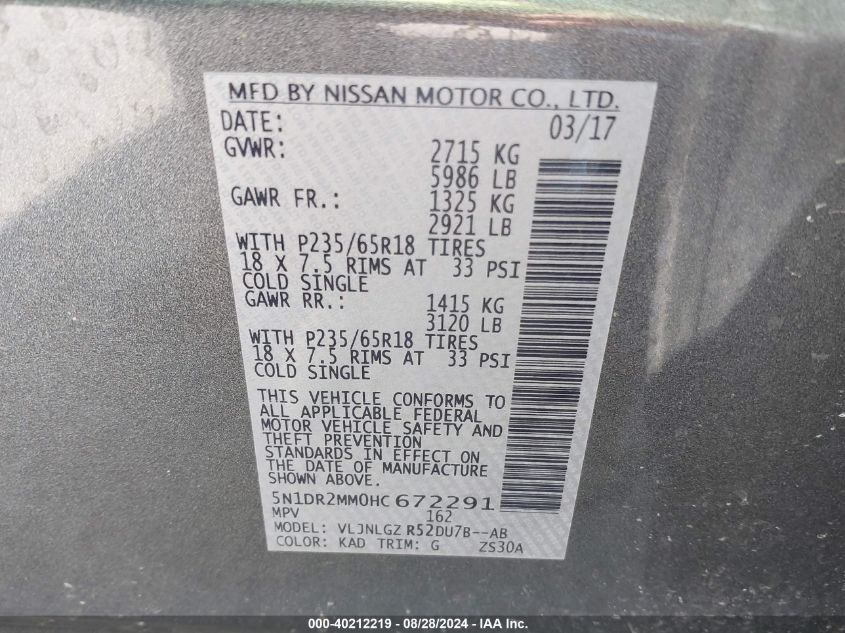 MFD BY NISSAN MOTOR CO., LTD.
DATE: 03/17
GVWR: 2715 KG
5986 LB
GAWR FR.: 1325 KG
2921 LB
WITH P235/65R18 TIRES
18 X 7.5 RIMS AT 33 PSI
COLD SINGLE
GAWR RR.: 1415 KG
3120 LB
WITH P235/65R18 TIRES
18 X 7.5 RIMS AT 33 PSI
COLD SINGLE
THIS VEHICLE CONFORMS TO
ALL APPLICABLE FEDERAL
MOTOR VEHICLE SAFETY AND
THEFT PREVENTION
STANDARDS IN EFFECT ON
THE DATE OF MANUFACTURE
SHOWN ABOVE.
5N1DR2MM0HC 672291
MPV 162
MODEL: VLJNLGZ R52DU7B--AB
COLOR: KAD TRIM: G ZS30A
000-40212219 - 08/28/2024 - IAA Inc.